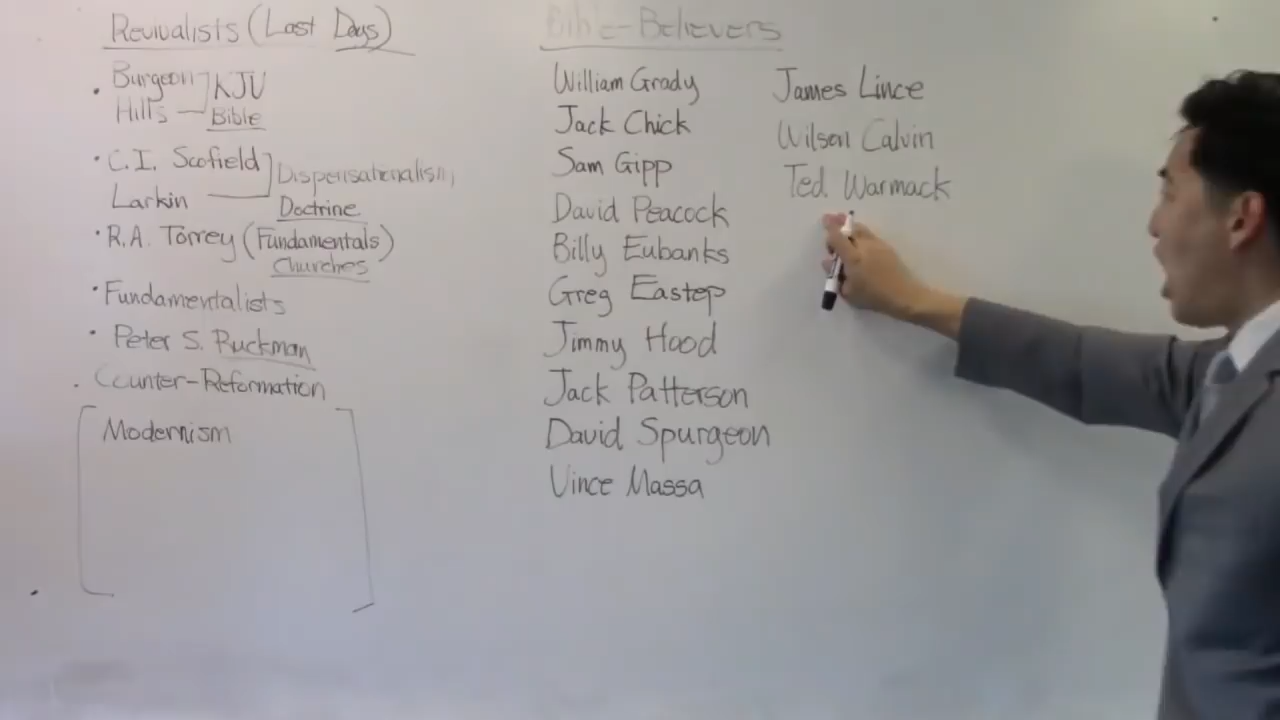 Revivalists (Last Days)
• Burgeon
Hills — KJV
Bible
• C.I. Scofield
Larkin — Dispensationalism,
Doctrine
• R.A. Torrey (Fundamentals)
Churches
• Fundamentalists
• Peter S. Ruckman
• Counter-Reformation
[Modernism]
Bible-Believers
William Grady
Jack Chick
Sam Gipp
David Peacock
Billy Eubanks
Greg Eastep
Jimmy Hood
Jack Patterson
David Spurgeon
Vince Massa
James Lince
Wilson Calvin
Ted Warmack